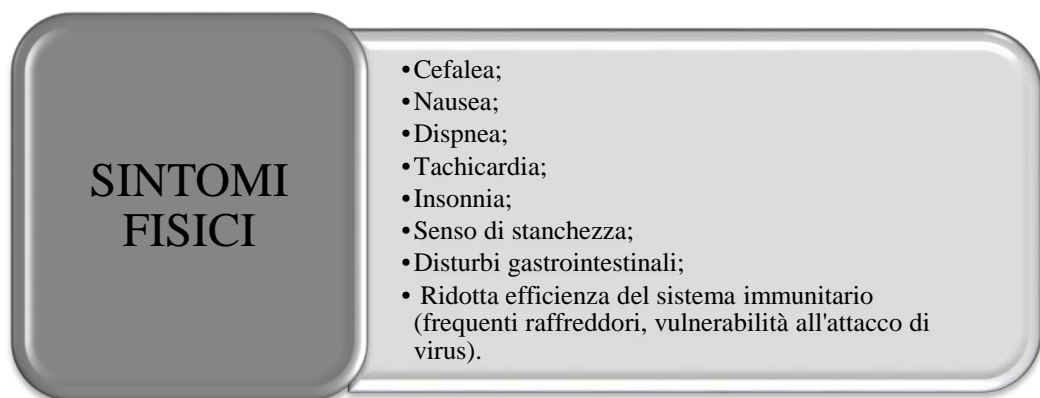 SINTOMI
FISICI
•Cefalea;
•Nausea;
•Dispnea;
•Tachicardia;
•Insonnia;
•Senso di stanchezza;
•Disturbi gastrointestinali;
• Ridotta efficienza del sistema immunitario
(frequenti raffreddori, vulnerabilità all'attacco di
virus).